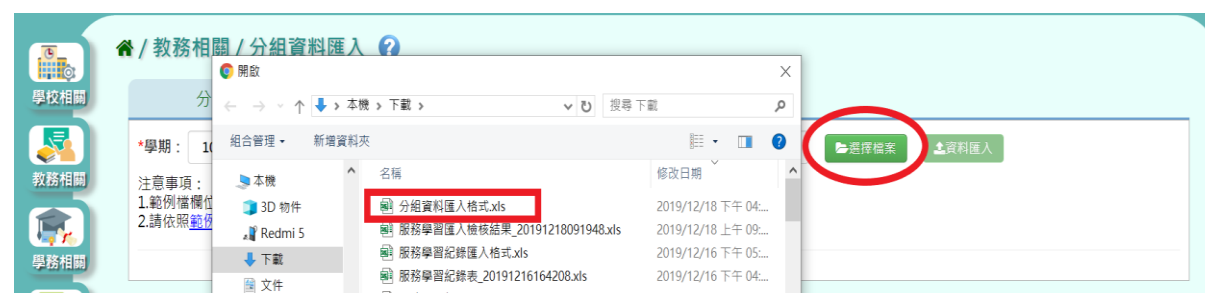 學校相關
教務相關
學務相關
/ 教務相關 / 分組資料匯入 ?
分
*學期： 10
注意事項：
1.範例檔欄位
2.請依照範例
開啟
本機 › 下載 ›
搜尋 下載
組合管理
新增資料夾
?
本機
3D 物件
Redmi 5
下載
文件
名稱
修改日期
分組資料匯入格式.xls
2019/12/18 下午 04:...
服務學習匯入檢核結果_20191218091948.xls
2019/12/18 上午 09:...
服務學習紀錄匯入格式.xls
2019/12/16 下午 05:...
服務學習紀錄表_20191216164208.xls
2019/12/16 下午 04:...
選擇檔案
資料匯入